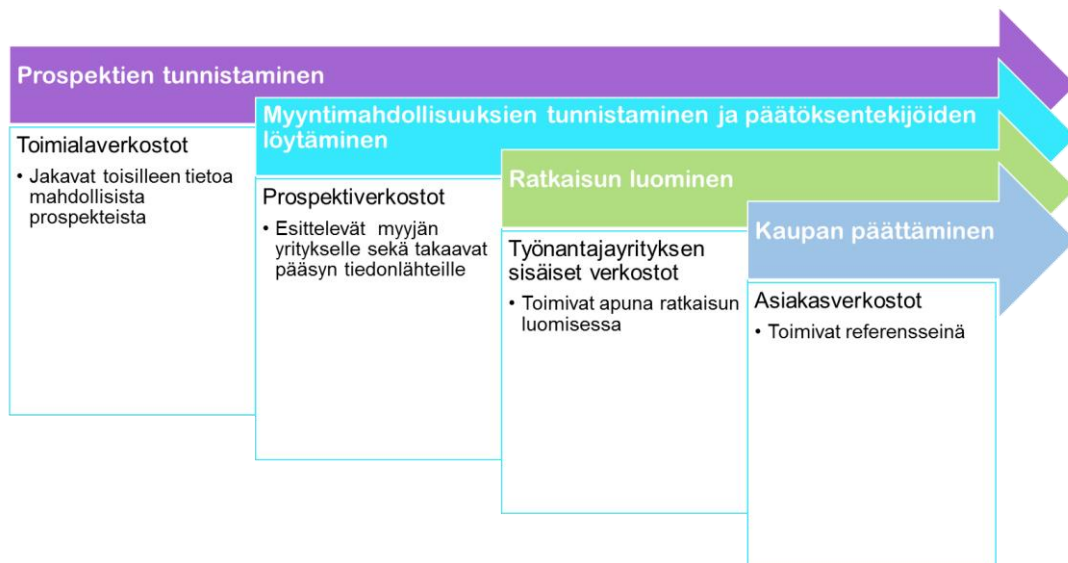 Prospektien tunnistaminen
Toimialaverkostot
• Jakavat toisilleen tietoa
mahdollisista
prospekteista
Myyntimahdollisuuksien tunnistaminen ja päätöksentekijöiden
löytäminen
Prospektiverkostot
• Esittelevät myyjän
yritykselle sekä takaavat
pääsyn tiedonlähteille
Ratkaisun luominen
Työnantajayrityksen
sisäiset verkostot
• Toimivat apuna ratkaisun
luomisessa
Kaupan päättäminen
Asiakasverkostot
• Toimivat referensseinä